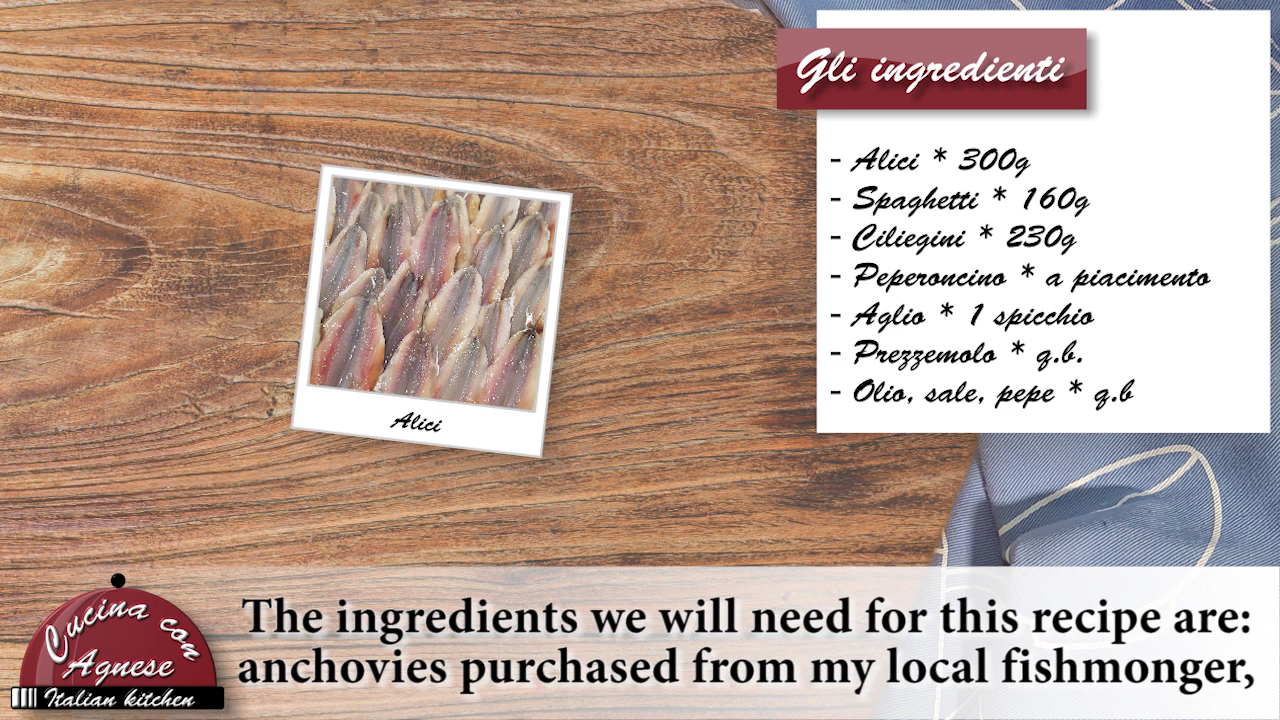 Gli ingredienti
- Alici * 300g
- Spaghetti * 160g
- Ciliegini * 230g
- Peperoncino * a piacimento
- Aglio * 1 spicchio
- Prezzemolo * q.b.
- Olio, sale, pepe * q.b
Alici
The ingredients we will need for this recipe are:
anchovies purchased from my local fishmonger,
Cucina con
Agnese
Italian kitchen